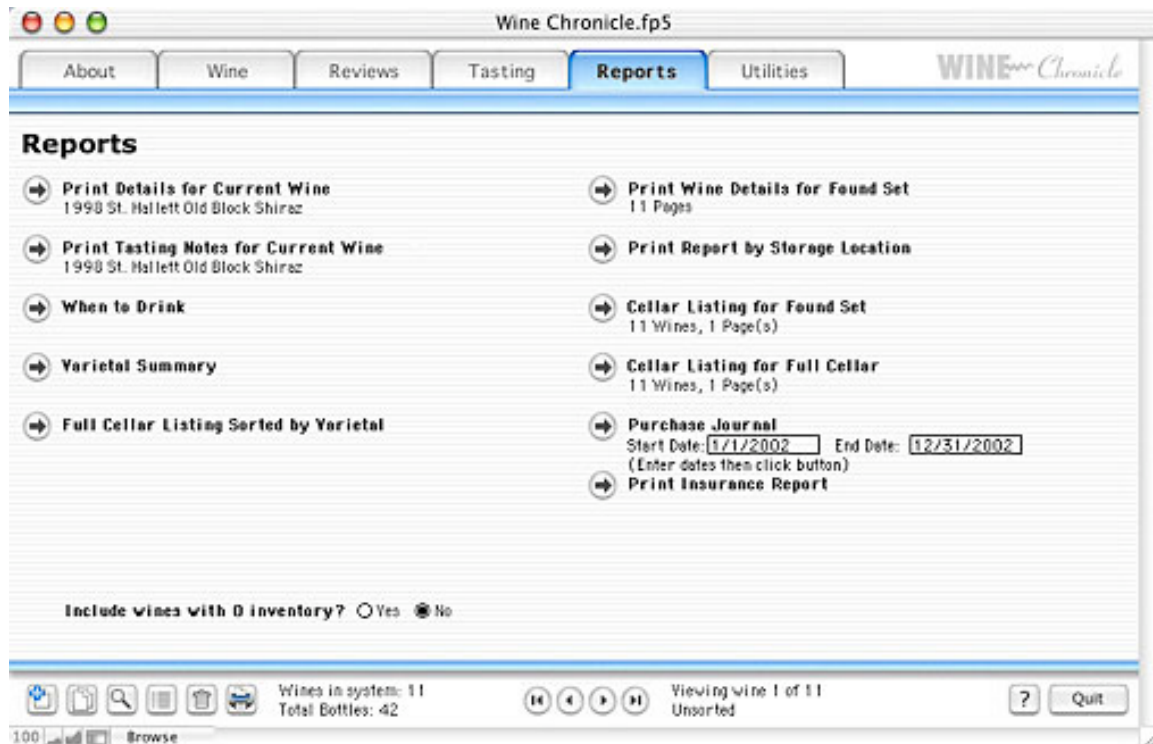 Wine Chronicle.fp5
About Wine Reviews Tasting Reports Utilities WINE Chronicle
Reports
Print Details for Current Wine
1998 St. Hallett Old Block Shiraz
Print Tasting Notes for Current Wine
1998 St. Hallett Old Block Shiraz
When to Drink
Varietal Summary
Full Cellar Listing Sorted by Varietal
Print Wine Details for Found Set
11 Pages
Print Report by Storage Location
Cellar Listing for Found Set
11 Wines, 1 Page(s)
Cellar Listing for Full Cellar
11 Wines, 1 Page(s)
Purchase Journal
Start Date: 1/1/2002 End Date: 12/31/2002
(Enter dates then click button)
Print Insurance Report
Include wines with 0 inventory? Yes No
Wines in system: 11
Total Bottles: 42
Viewing wine 1 of 11
Unsorted
? Quit
100 Browse